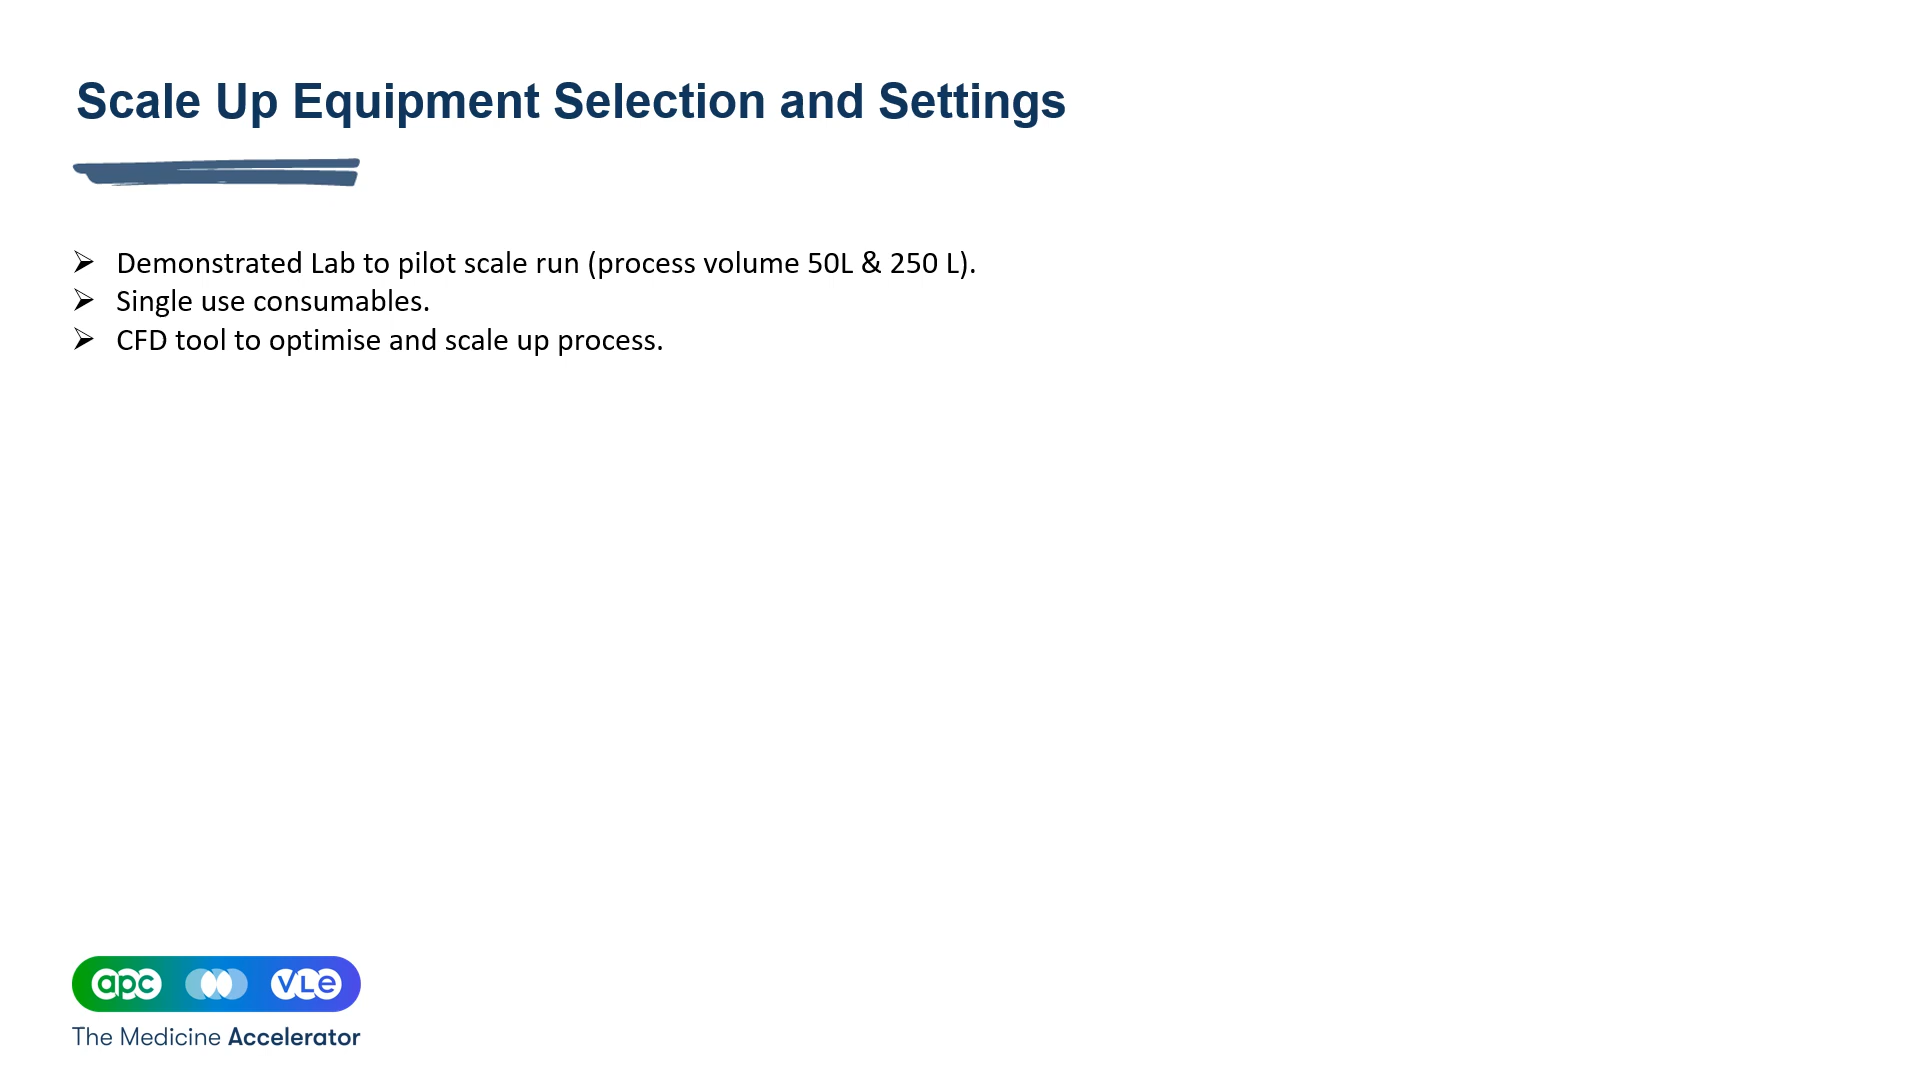 Scale Up Equipment Selection and Settings
Demonstrated Lab to pilot scale run (process volume 50L & 250 L).
Single use consumables.
CFD tool to optimise and scale up process.
apc VLe
The Medicine Accelerator